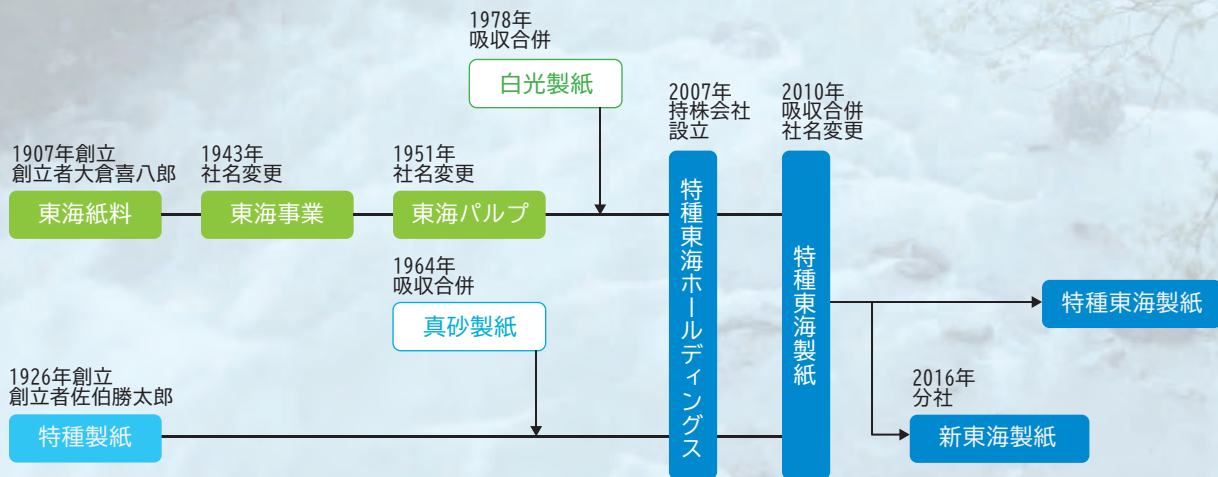 1978年
吸収合併
白光製紙
2007年
持株会社
設立
2010年
吸収合併
社名変更
1907年創立
創立者大倉喜八郎
1943年
社名変更
1951年
社名変更
東海紙料
東海事業
東海パルプ
特種東海ホールディングス
特種東海製紙
1964年
吸収合併
真砂製紙
特種東海製紙
1926年創立
創立者佐伯勝太郎
特種製紙
2016年
分社
新東海製紙